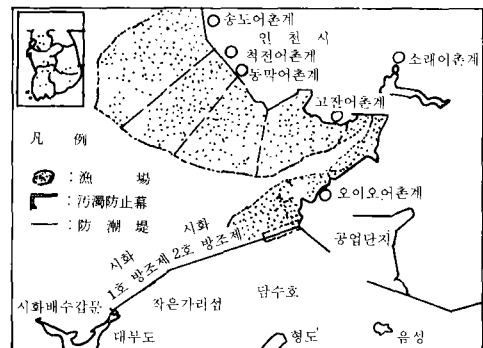 송도어촌계
인천시
척전어촌계
동막어촌계
소래어촌계
고잔어촌계
凡 例
: 漁 場
: 汚濁防止幕
: 防 潮 堤
오이도어촌계
공업단지
시화 2호 방조제
시화 1호 방조제
시화배수갑문
작은가리섬
담수호
대부도
형도
음섬